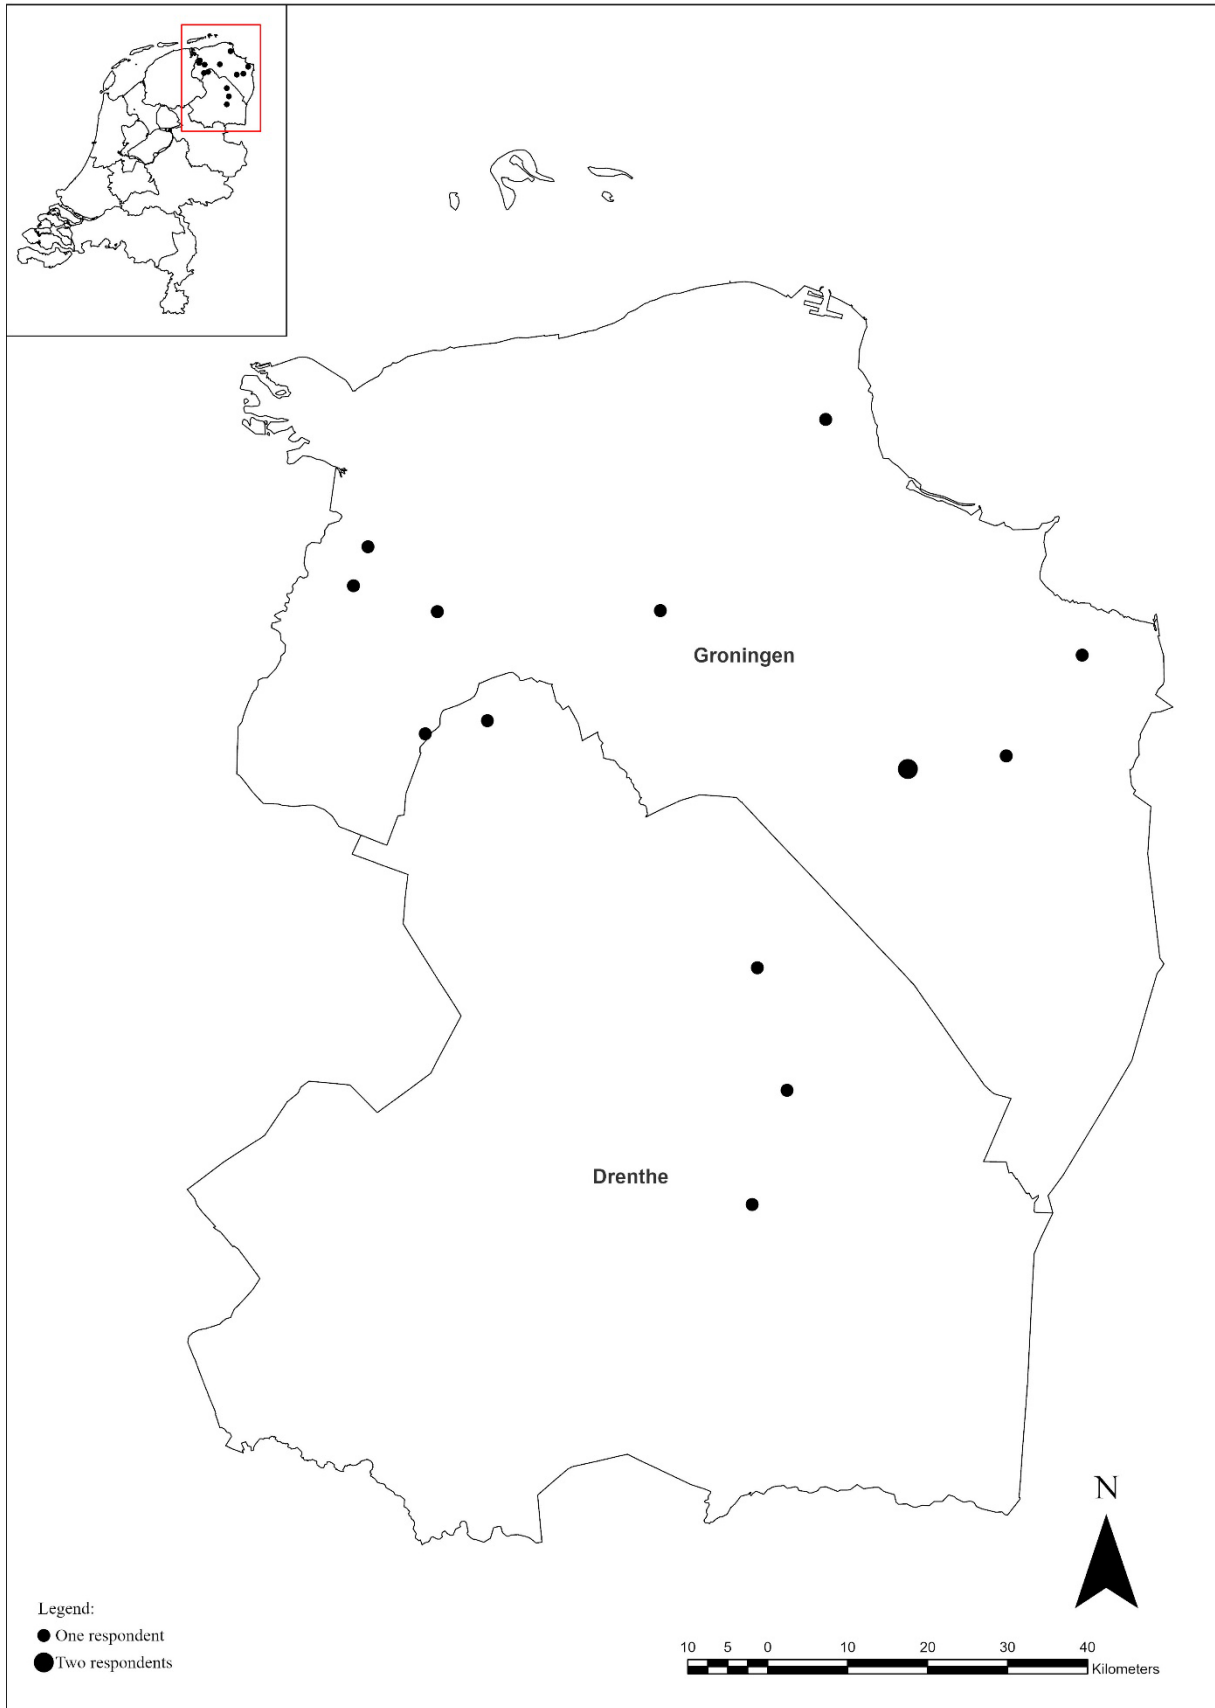 Groningen
Drenthe
N
Legend:
One respondent
Two respondents
10 5 0 10 20 30 40
Kilometers